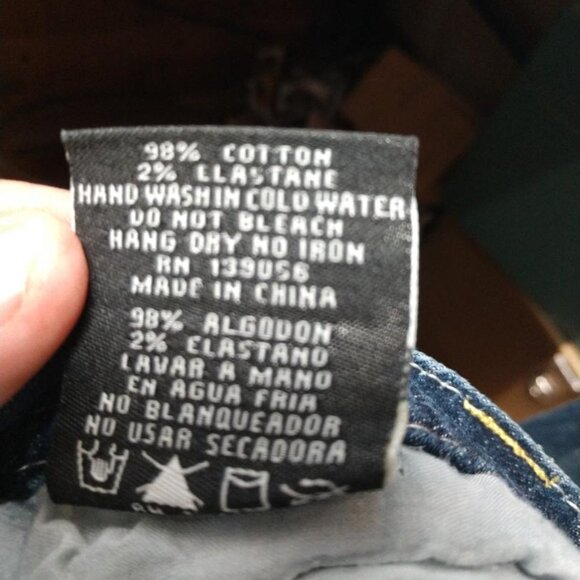 98% COTTON
2% ELASTANE
HAND WASH IN COLD WATER
DO NOT BLEACH
HANG DRY NO IRON
RN 139056
MADE IN CHINA
98% ALGODON
2% ELASTANO
LAVAR A MANO
EN AGUA FRIA
NO BLANQUEADOR
NO USAR SECADORA